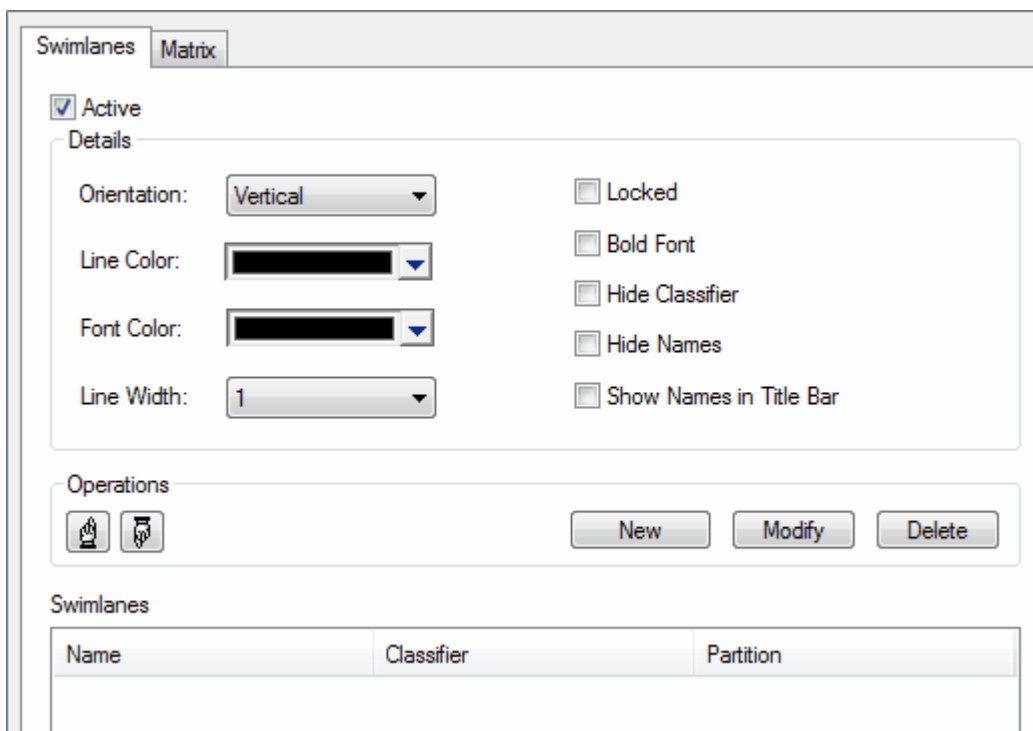 Swimlanes Matrix
Active
Details
Orientation: Vertical Locked
Line Color: Bold Font
Hide Classifier
Font Color: Hide Names
Line Width: 1 Show Names in Title Bar
Operations
New Modify Delete
Swimlanes
Name Classifier Partition